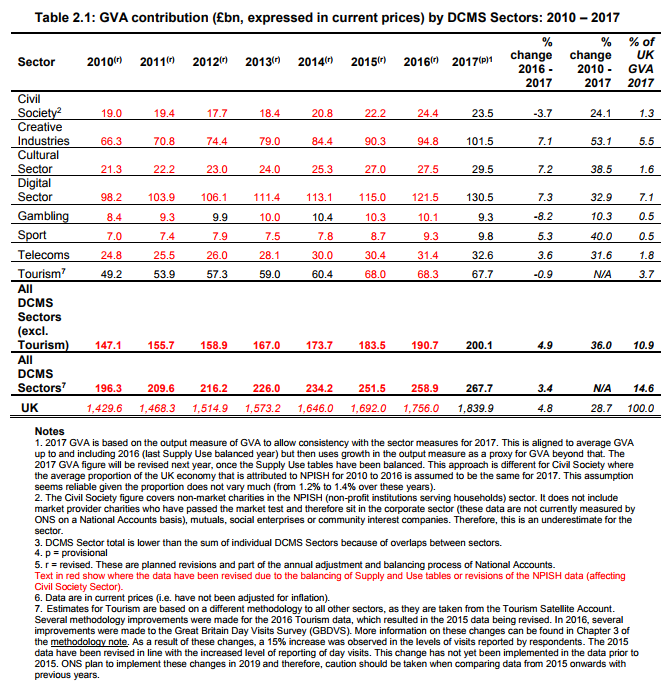 Table 2.1: GVA contribution (£bn, expressed in current prices) by DCMS Sectors: 2010 – 2017
Sector 2010(r) 2011(r) 2012(r) 2013(r) 2014(r) 2015(r) 2016(r) 2017(p)1 % change 2016 - 2017 % change 2010 - 2017 % of UK GVA 2017
Civil Society2 19.0 19.4 17.7 18.4 20.8 22.2 24.4 23.5 -3.7 24.1 1.3
Creative Industries 66.3 70.8 74.4 79.0 84.4 90.3 94.8 101.5 7.1 53.1 5.5
Cultural Sector 21.3 22.2 23.0 24.0 25.3 27.0 27.5 29.5 7.2 38.5 1.6
Digital Sector 98.2 103.9 106.1 111.4 113.1 115.0 121.5 130.5 7.3 32.9 7.1
Gambling 8.4 9.3 9.9 10.0 10.4 10.3 10.1 9.3 -8.2 10.3 0.5
Sport 7.0 7.4 7.9 7.5 7.8 8.7 9.3 9.8 5.3 40.0 0.5
Telecoms 24.8 25.5 26.0 28.1 30.0 30.4 31.4 32.6 3.6 31.6 1.8
Tourism7 49.2 53.9 57.3 59.0 60.4 68.0 68.3 67.7 -0.9 N/A 3.7
All DCMS Sectors (excl. Tourism) 147.1 155.7 158.9 167.0 173.7 183.5 190.7 200.1 4.9 36.0 10.9
All DCMS Sectors7 196.3 209.6 216.2 226.0 234.2 251.5 258.9 267.7 3.4 N/A 14.6
UK 1,429.6 1,468.3 1,514.9 1,573.2 1,646.0 1,692.0 1,756.0 1,839.9 4.8 28.7 100.0
Notes
1. 2017 GVA is based on the output measure of GVA to allow consistency with the sector measures for 2017. This is aligned to average GVA
up to and including 2016 (last Supply Use balanced year) but then uses growth in the output measure as a proxy for GVA beyond that. The
2017 GVA figure will be revised next year, once the Supply Use tables have been balanced. This approach is different for Civil Society where
the average proportion of the UK economy that is attributed to NPISH for 2010 to 2016 is assumed to be the same for 2017. This assumption
seems reliable given the proportion does not vary much (from 1.2% to 1.4% over these years).
2. The Civil Society figure covers non-market charities in the NPISH (non-profit institutions serving households) sector. It does not include
market provider charities who have passed the market test and therefore sit in the corporate sector (these data are not currently measured by
ONS on a National Accounts basis), mutuals, social enterprises or community interest companies. Therefore, this is an underestimate for the
sector.
3. DCMS Sector total is lower than the sum of individual DCMS Sectors because of overlaps between sectors.
4. p = provisional
5. r = revised. These are planned revisions and part of the annual adjustment and balancing process of National Accounts.
Text in red show where the data have been revised due to the balancing of Supply and Use tables or revisions of the NPISH data (affecting
Civil Society Sector).
6. Data are in current prices (i.e. have not been adjusted for inflation).
7. Estimates for Tourism are based on a different methodology to all other sectors, as they are taken from the Tourism Satellite Account.
Several methodology improvements were made for the 2016 Tourism data, which resulted in the 2015 data being revised. In 2016, several
improvements were made to the Great Britain Day Visits Survey (GBDVS). More information on these changes can be found in Chapter 3 of
the methodology note. As a result of these changes, a 15% increase was observed in the levels of visits reported by respondents. The 2015
data have been revised in line with the increased level of reporting of day visits. This change has not yet been implemented in the data prior to
2015. ONS plan to implement these changes in 2019 and therefore, caution should be taken when comparing data from 2015 onwards with
previous years.